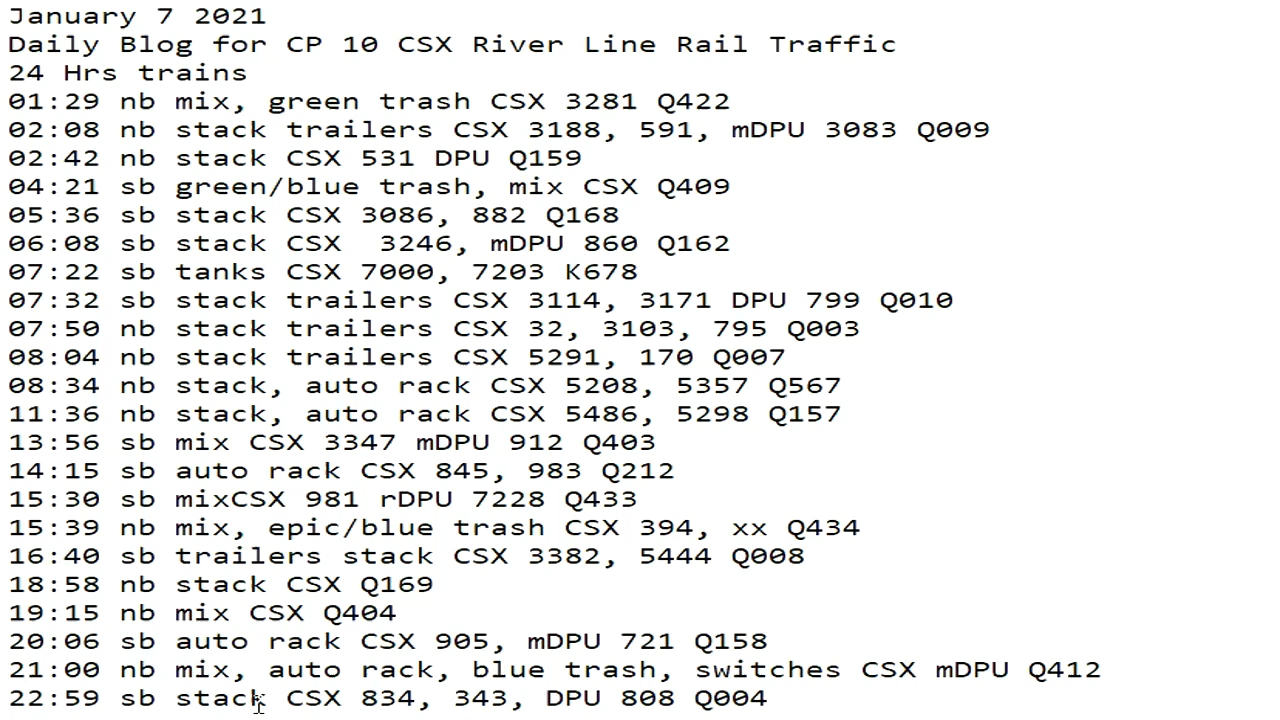 January 7 2021
Daily Blog for CP 10 CSX River Line Rail Traffic
24 Hrs trains
01:29 nb mix, green trash CSX 3281 Q422
02:08 nb stack trailers CSX 3188, 591, mDPU 3083 Q009
02:42 nb stack CSX 531 DPU Q159
04:21 sb green/blue trash, mix CSX Q409
05:36 sb stack CSX 3086, 882 Q168
06:08 sb stack CSX  3246, mDPU 860 Q162
07:22 sb tanks CSX 7000, 7203 K678
07:32 sb stack trailers CSX 3114, 3171 DPU 799 Q010
07:50 nb stack trailers CSX 32, 3103, 795 Q003
08:04 nb stack trailers CSX 5291, 170 Q007
08:34 nb stack, auto rack CSX 5208, 5357 Q567
11:36 nb stack, auto rack CSX 5486, 5298 Q157
13:56 sb mix CSX 3347 mDPU 912 Q403
14:15 sb auto rack CSX 845, 983 Q212
15:30 sb mixCSX 981 rDPU 7228 Q433
15:39 nb mix, epic/blue trash CSX 394, xx Q434
16:40 sb trailers stack CSX 3382, 5444 Q008
18:58 nb stack CSX Q169
19:15 nb mix CSX Q404
20:06 sb auto rack CSX 905, mDPU 721 Q158
21:00 nb mix, auto rack, blue trash, switches CSX mDPU Q412
22:59 sb stack CSX 834, 343, DPU 808 Q004